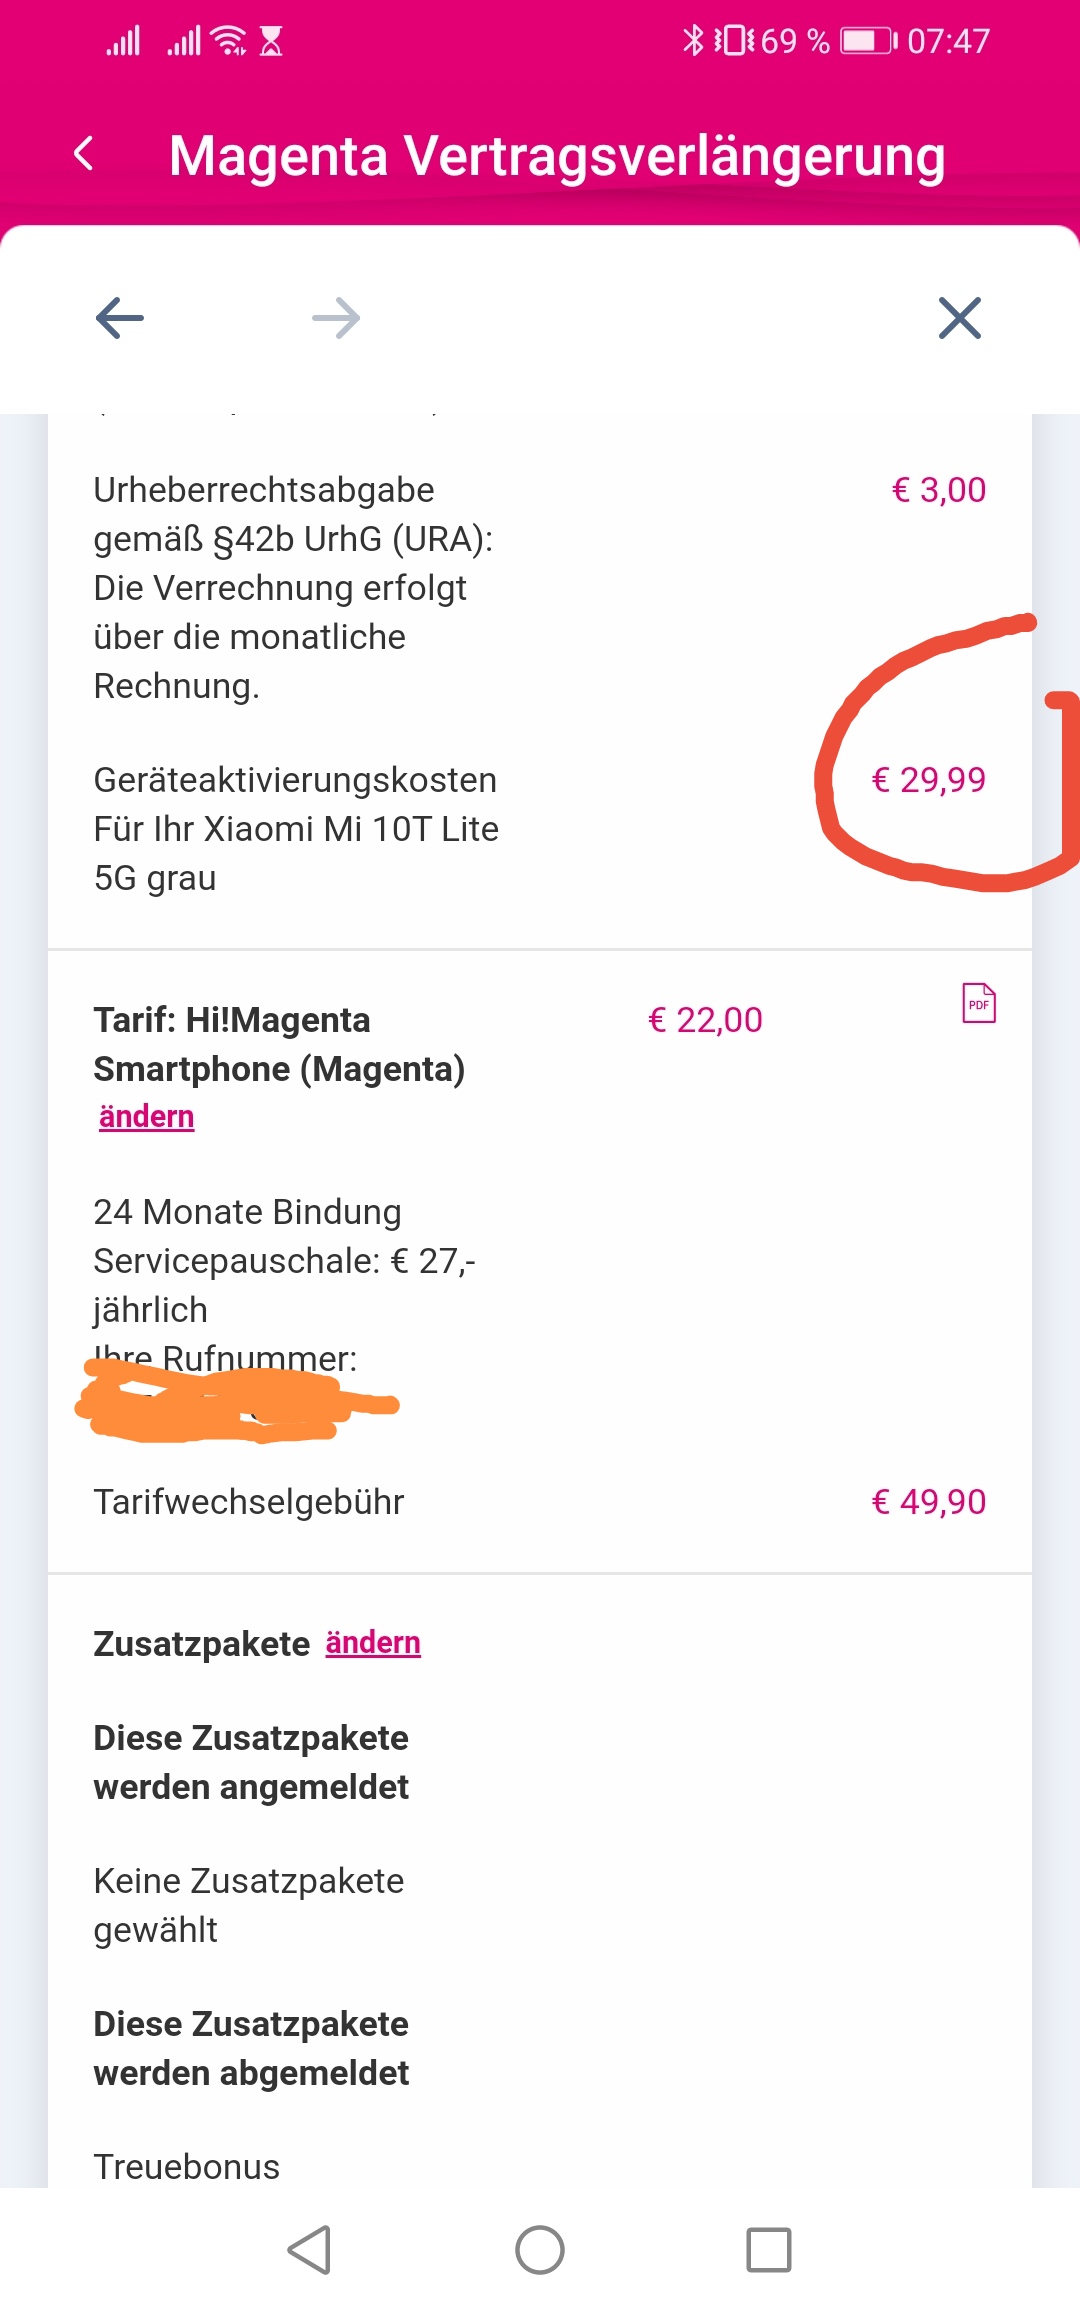 69 % 07:47
Magenta Vertragsverlängerung
Urheberrechtsabgabe € 3,00
gemäß §42b UrhG (URA):
Die Verrechnung erfolgt
über die monatliche
Rechnung.
Geräteaktivierungskosten € 29,99
Für Ihr Xiaomi Mi 10T Lite
5G grau
Tarif: Hi!Magenta € 22,00 PDF
Smartphone (Magenta)
ändern
24 Monate Bindung
Servicepauschale: € 27,-
jährlich
Ihre Rufnummer:
Tarifwechselgebühr € 49,90
Zusatzpakete ändern
Diese Zusatzpakete
werden angemeldet
Keine Zusatzpakete
gewählt
Diese Zusatzpakete
werden abgemeldet
Treuebonus